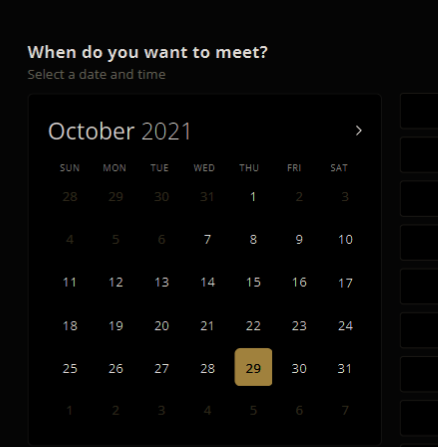 When do you want to meet?
Select a date and time
October 2021
SUN MON TUE WED THU FRI SAT
28 29 30 31 1 2 3
4 5 6 7 8 9 10
11 12 13 14 15 16 17
18 19 20 21 22 23 24
25 26 27 28 29 30 31
1 2 3 4 5 6 7